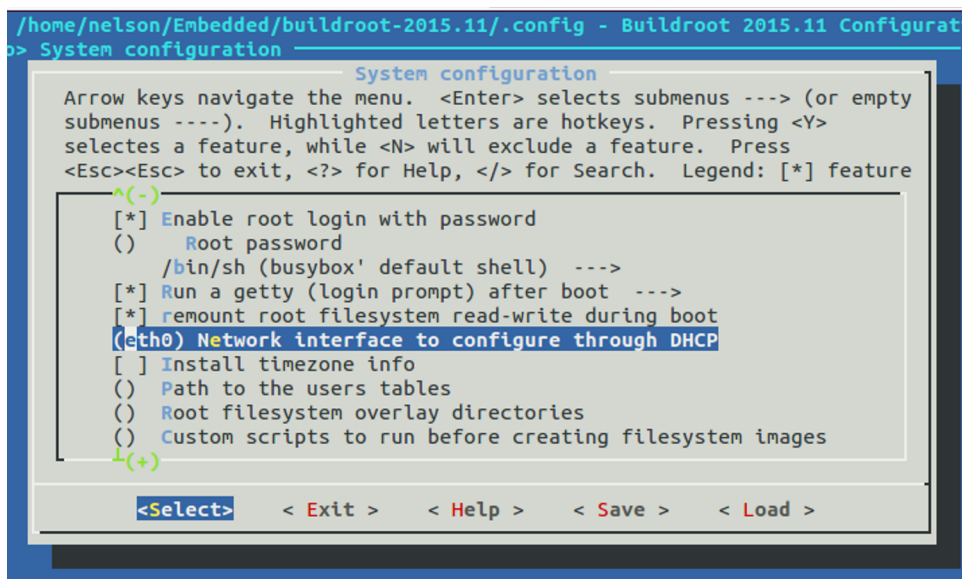 /home/nelson/Embedded/buildroot-2015.11/.config - Buildroot 2015.11 Configurat
> System configuration
System configuration
Arrow keys navigate the menu.  <Enter> selects submenus ---> (or empty
submenus ----).  Highlighted letters are hotkeys.  Pressing <Y>
selectes a feature, while <N> will exclude a feature.  Press
<Esc><Esc> to exit, <?> for Help, </> for Search.  Legend: [*] feature
^(-)
[*] Enable root login with password
()    Root password
/bin/sh (busybox' default shell)  --->
[*] Run a getty (login prompt) after boot  --->
[*] remount root filesystem read-write during boot
(eth0) Network interface to configure through DHCP
[ ] Install timezone info
()  Path to the users tables
()  Root filesystem overlay directories
()  Custom scripts to run before creating filesystem images
┴(+)
<Select>    < Exit >    < Help >    < Save >    < Load >